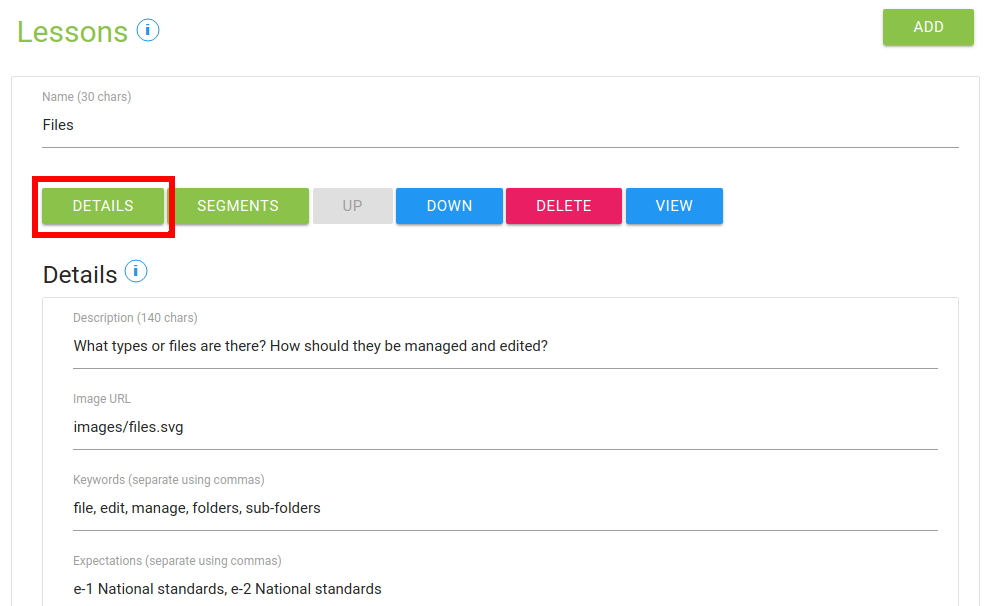 Lessons i
ADD
Name (30 chars)
Files
DETAILS SEGMENTS UP DOWN DELETE VIEW
Details i
Description (140 chars)
What types or files are there? How should they be managed and edited?
Image URL
images/files.svg
Keywords (separate using commas)
file, edit, manage, folders, sub-folders
Expectations (separate using commas)
e-1 National standards, e-2 National standards